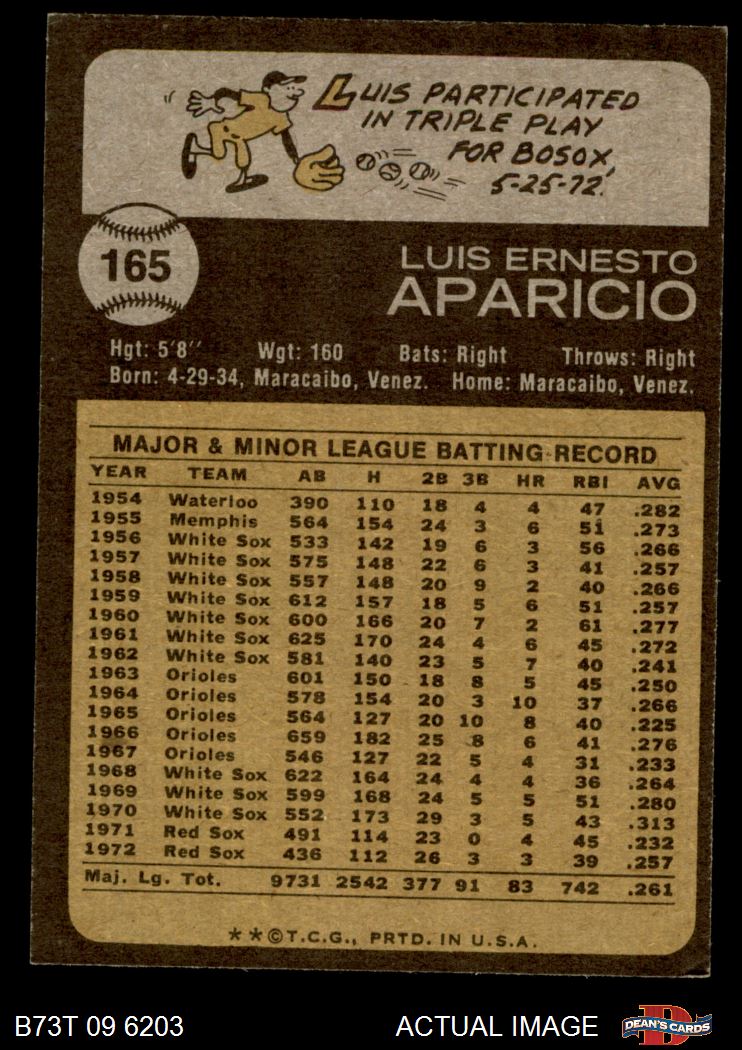 LUIS PARTICIPATED
IN TRIPLE PLAY
FOR BOSOX,
5-25-72.
165
LUIS ERNESTO
APARICIO
Hgt: 5'8'' Wgt: 160 Bats: Right Throws: Right
Born: 4-29-34, Maracaibo, Venez. Home: Maracaibo, Venez.
MAJOR & MINOR LEAGUE BATTING RECORD
YEAR TEAM AB H 2B 3B HR RBI AVG
1954 Waterloo 390 110 18 4 4 47 .282
1955 Memphis 564 154 24 3 6 51 .273
1956 White Sox 533 142 19 6 3 56 .266
1957 White Sox 575 148 22 6 3 41 .257
1958 White Sox 557 148 20 9 2 40 .266
1959 White Sox 612 157 18 5 6 51 .257
1960 White Sox 600 166 20 7 2 61 .277
1961 White Sox 625 170 24 4 6 45 .272
1962 White Sox 581 140 23 5 7 40 .241
1963 Orioles 601 150 18 8 5 45 .250
1964 Orioles 578 154 20 3 10 37 .266
1965 Orioles 564 127 20 10 8 40 .225
1966 Orioles 659 182 25 8 6 41 .276
1967 Orioles 546 127 22 5 4 31 .233
1968 White Sox 622 164 24 4 4 36 .264
1969 White Sox 599 168 24 5 5 51 .280
1970 White Sox 552 173 29 3 5 43 .313
1971 Red Sox 491 114 23 0 4 45 .232
1972 Red Sox 436 112 26 3 3 39 .257
Maj. Lg. Tot. 9731 2542 377 91 83 742 .261
**©T.C.G., PRTD. IN U.S.A.
B73T 09 6203 ACTUAL IMAGE D DEAN'S CARDS